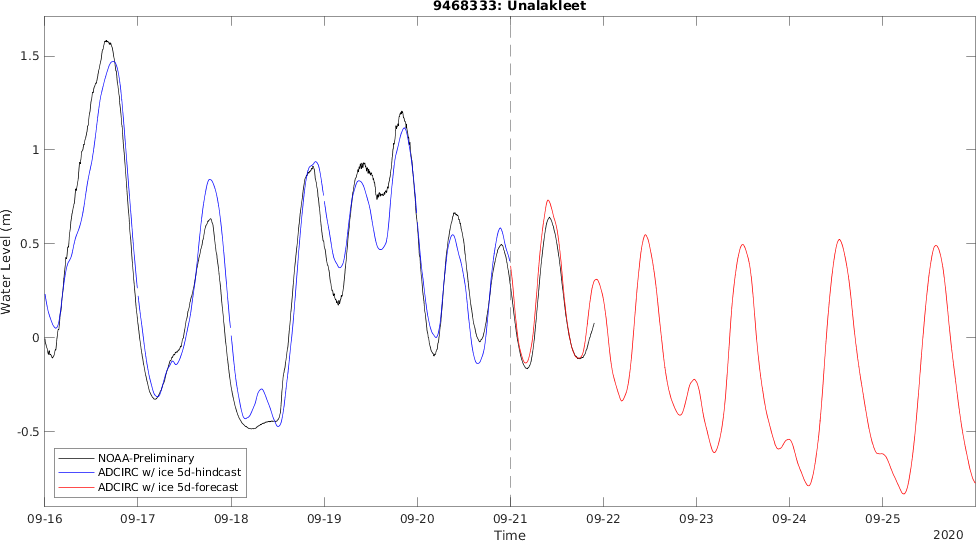 9468333: Unalakleet
Water Level (m)
1.5
1
0.5
0
-0.5
NOAA-Preliminary
ADCIRC w/ ice 5d-hindcast
ADCIRC w/ ice 5d-forecast
09-16 09-17 09-18 09-19 09-20 09-21 09-22 09-23 09-24 09-25
Time
2020